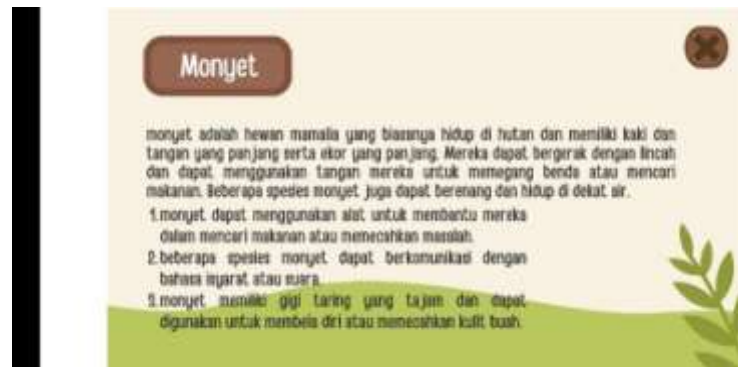 Monyet
monyet adalah hewan mamalia yang biasanya hidup di hutan dan memiliki kaki dan
tangan yang panjang serta ekor yang panjang. Mereka dapat bergerak dengan lincah
dan dapat menggunakan tangan mereka untuk memegang benda atau mencari
makanan. Beberapa spesies monyet juga dapat berenang dan hidup di dekat air.
1.monyet dapat menggunakan alat untuk membantu mereka
dalam mencari makanan atau memecahkan masalah.
2.beberapa spesies monyet dapat berkomunikasi dengan
bahasa isyarat atau suara.
3.monyet memiliki gigi taring yang tajam dan dapat
digunakan untuk membela diri atau memecahkan kulit buah.